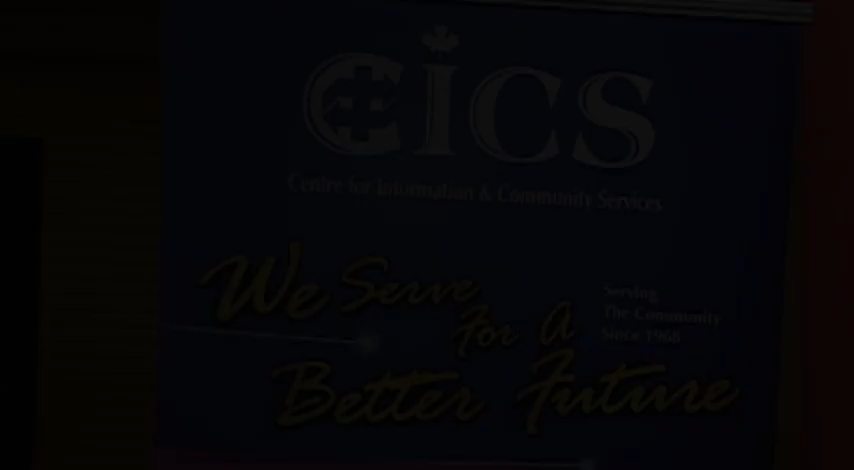 CICS
Centre for Information & Community Services
We Serve
For A
Better Future
Serving
The Community
Since 1968